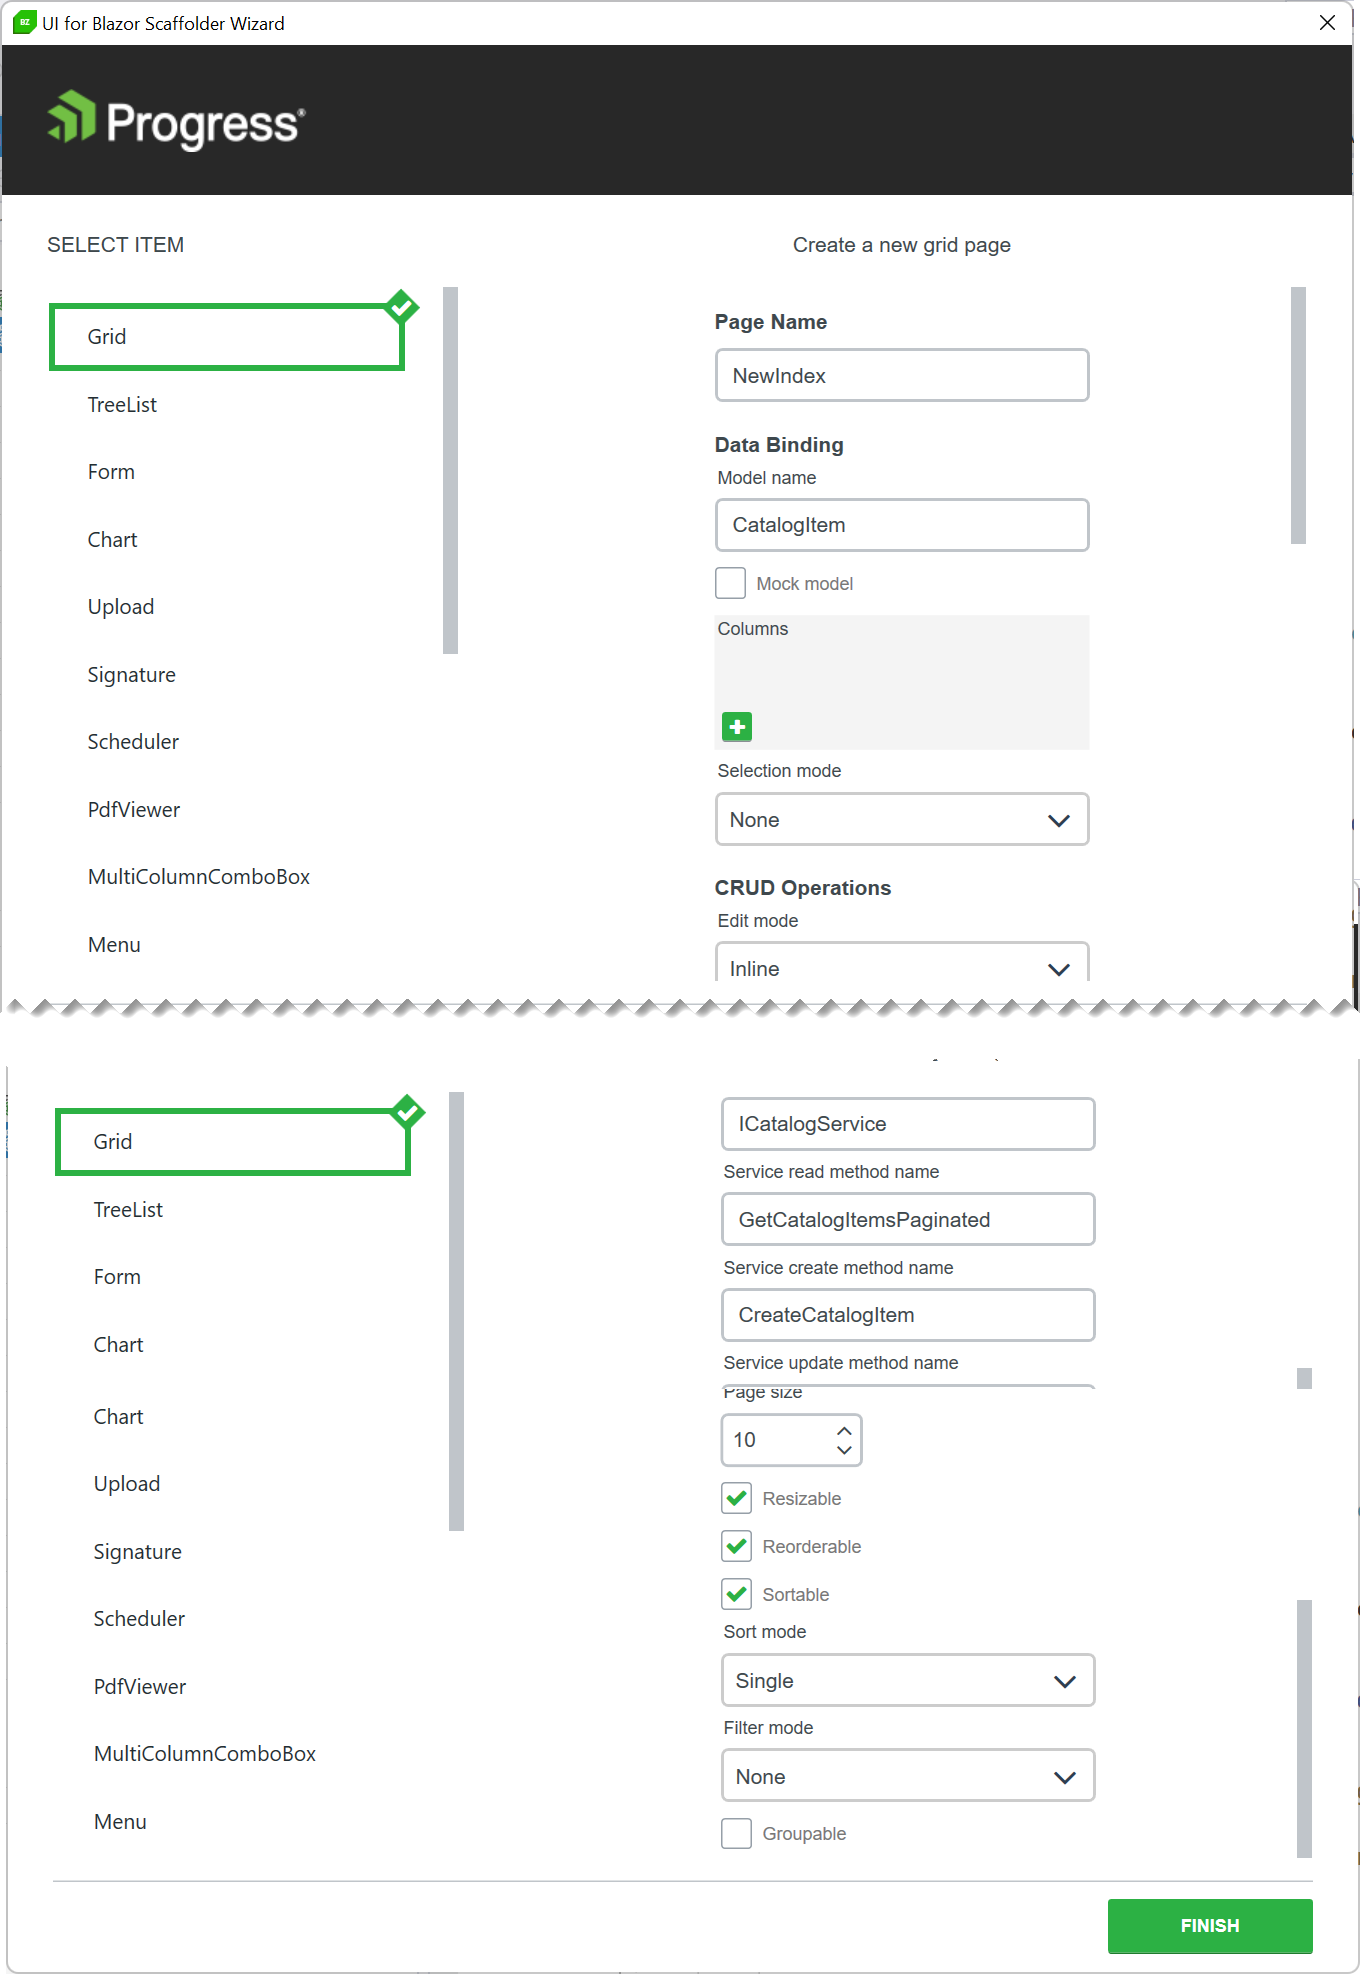 BZ UI for Blazor Scaffolder Wizard
Progress®
SELECT ITEM
Create a new grid page
Grid
TreeList
Form
Chart
Upload
Signature
Scheduler
PdfViewer
MultiColumnComboBox
Menu
Page Name
NewIndex
Data Binding
Model name
CatalogItem
Mock model
Columns
Selection mode
None
CRUD Operations
Edit mode
Inline
Grid
TreeList
Form
Chart
Chart
Upload
Signature
Scheduler
PdfViewer
MultiColumnComboBox
Menu
ICatalogService
Service read method name
GetCatalogItemsPaginated
Service create method name
CreateCatalogItem
Service update method name
Page size
10
Resizable
Reorderable
Sortable
Sort mode
Single
Filter mode
None
Groupable
FINISH